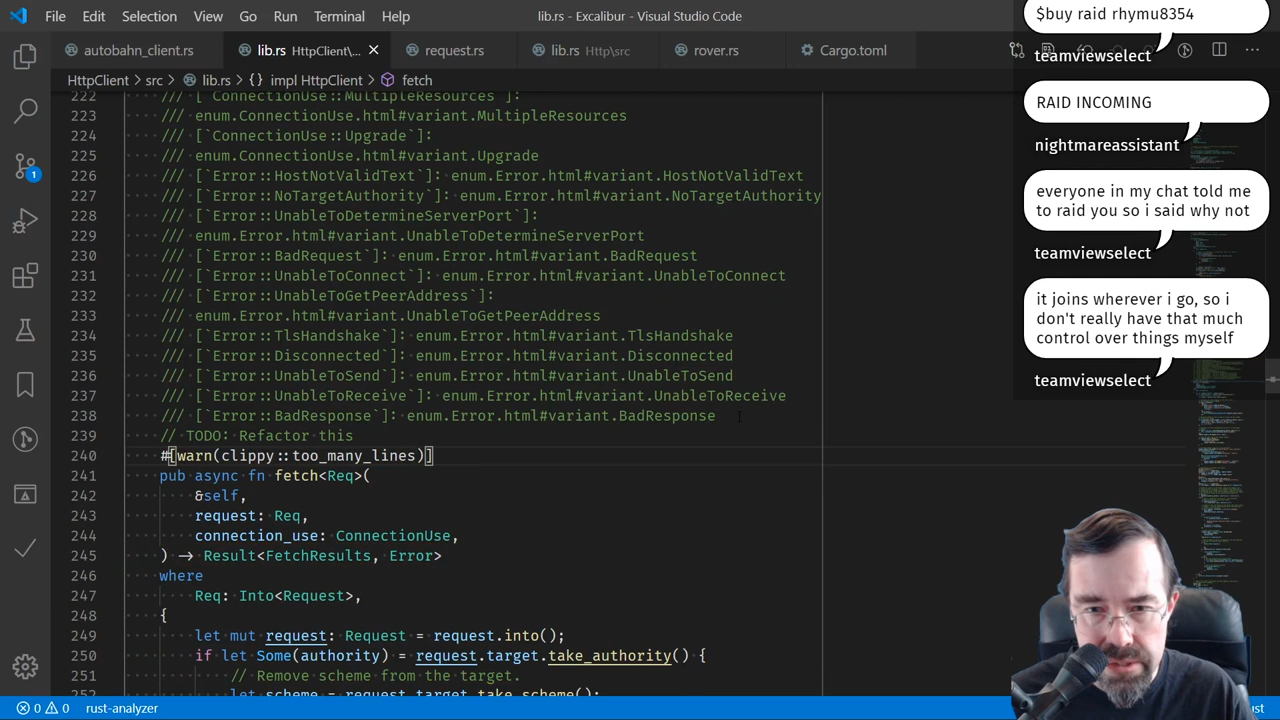 File Edit Selection View Go Run Terminal Help
lib.rs - Excalibur - Visual Studio Code
autobahn_client.rs
lib.rs HttpClient\...
request.rs
lib.rs Http\src
rover.rs
Cargo.toml
HttpClient > src > lib.rs > {} impl HttpClient > fetch
222 /// [`ConnectionUse::MultipleResources`]:
223 /// enum.ConnectionUse.html#variant.MultipleResources
224 /// [`ConnectionUse::Upgrade`]:
225 /// enum.ConnectionUse.html#variant.Upgrade
226 /// [`Error::HostNotValidText`]: enum.Error.html#variant.HostNotValidText
227 /// [`Error::NoTargetAuthority`]: enum.Error.html#variant.NoTargetAuthority
228 /// [`Error::UnableToDetermineServerPort`]:
229 /// enum.Error.html#variant.UnableToDetermineServerPort
230 /// [`Error::BadRequest`]: enum.Error.html#variant.BadRequest
231 /// [`Error::UnableToConnect`]: enum.Error.html#variant.UnableToConnect
232 /// [`Error::UnableToGetPeerAddress`]:
233 /// enum.Error.html#variant.UnableToGetPeerAddress
234 /// [`Error::TlsHandshake`]: enum.Error.html#variant.TlsHandshake
235 /// [`Error::Disconnected`]: enum.Error.html#variant.Disconnected
236 /// [`Error::UnableToSend`]: enum.Error.html#variant.UnableToSend
237 /// [`Error::UnableToReceive`]: enum.Error.html#variant.UnableToReceive
238 /// [`Error::BadResponse`]: enum.Error.html#variant.BadResponse
239 // TODO: Refactor this
240 #[warn(clippy::too_many_lines)]
241 pub async fn fetch<Req>(
242 &self,
243 request: Req,
244 connection_use: ConnectionUse,
245 ) -> Result<FetchResults, Error>
246 where
247 Req: Into<Request>,
248 {
249 let mut request: Request = request.into();
250 if let Some(authority) = request.target.take_authority() {
251 // Remove scheme from the target.
252 let scheme = request.target.take_scheme();
$buy raid rhymu8354
teamviewselect
RAID INCOMING
nightmareassistant
everyone in my chat told me
to raid you so i said why not
teamviewselect
it joins wherever i go, so i
don't really have that much
control over things myself
teamviewselect
1
0 0 rust-analyzer